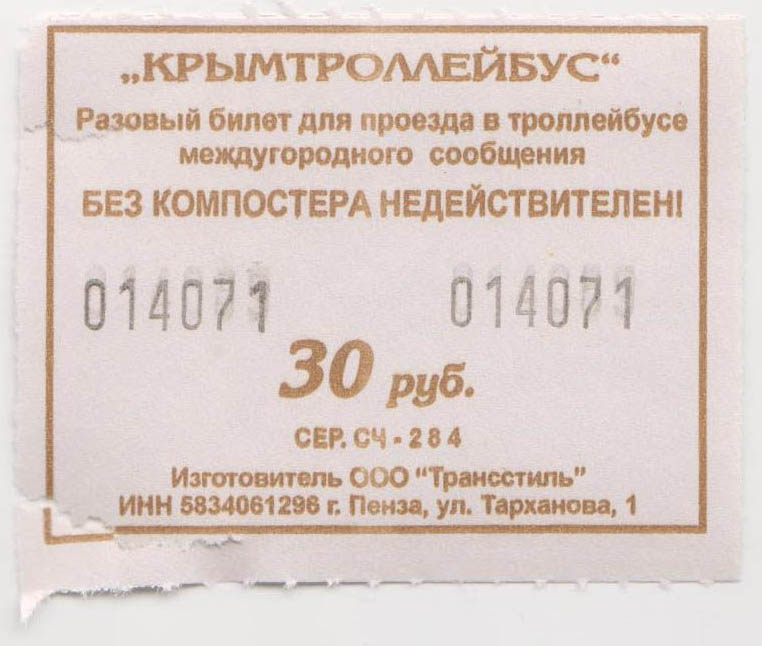 „КРЫМТРОЛЛЕЙБУС“
Разовый билет для проезда в троллейбусе
междугородного сообщения
БЕЗ КОМПОСТЕРА НЕДЕЙСТВИТЕЛЕН!
014071 014071
30 руб.
СЕР. СЧ - 284
Изготовитель ООО "Трансстиль"
ИНН 5834061296 г. Пенза, ул. Тарханова, 1